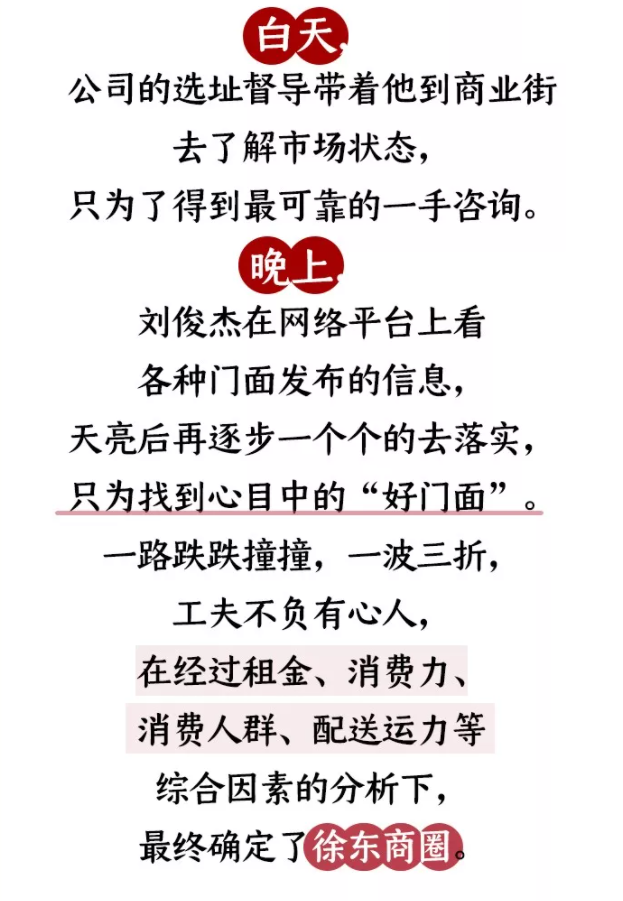 白天,
公司的选址督导带着他到商业街
去了解市场状态，
只为了得到最可靠的一手咨询。
晚上,
刘俊杰在网络平台上看
各种门面发布的信息，
天亮后再逐步一个个的去落实，
只为找到心目中的“好门面”。
一路跌跌撞撞，一波三折，
工夫不负有心人，
在经过租金、消费力、
消费人群、配送运力等
综合因素的分析下，
最终确定了徐东商圈。